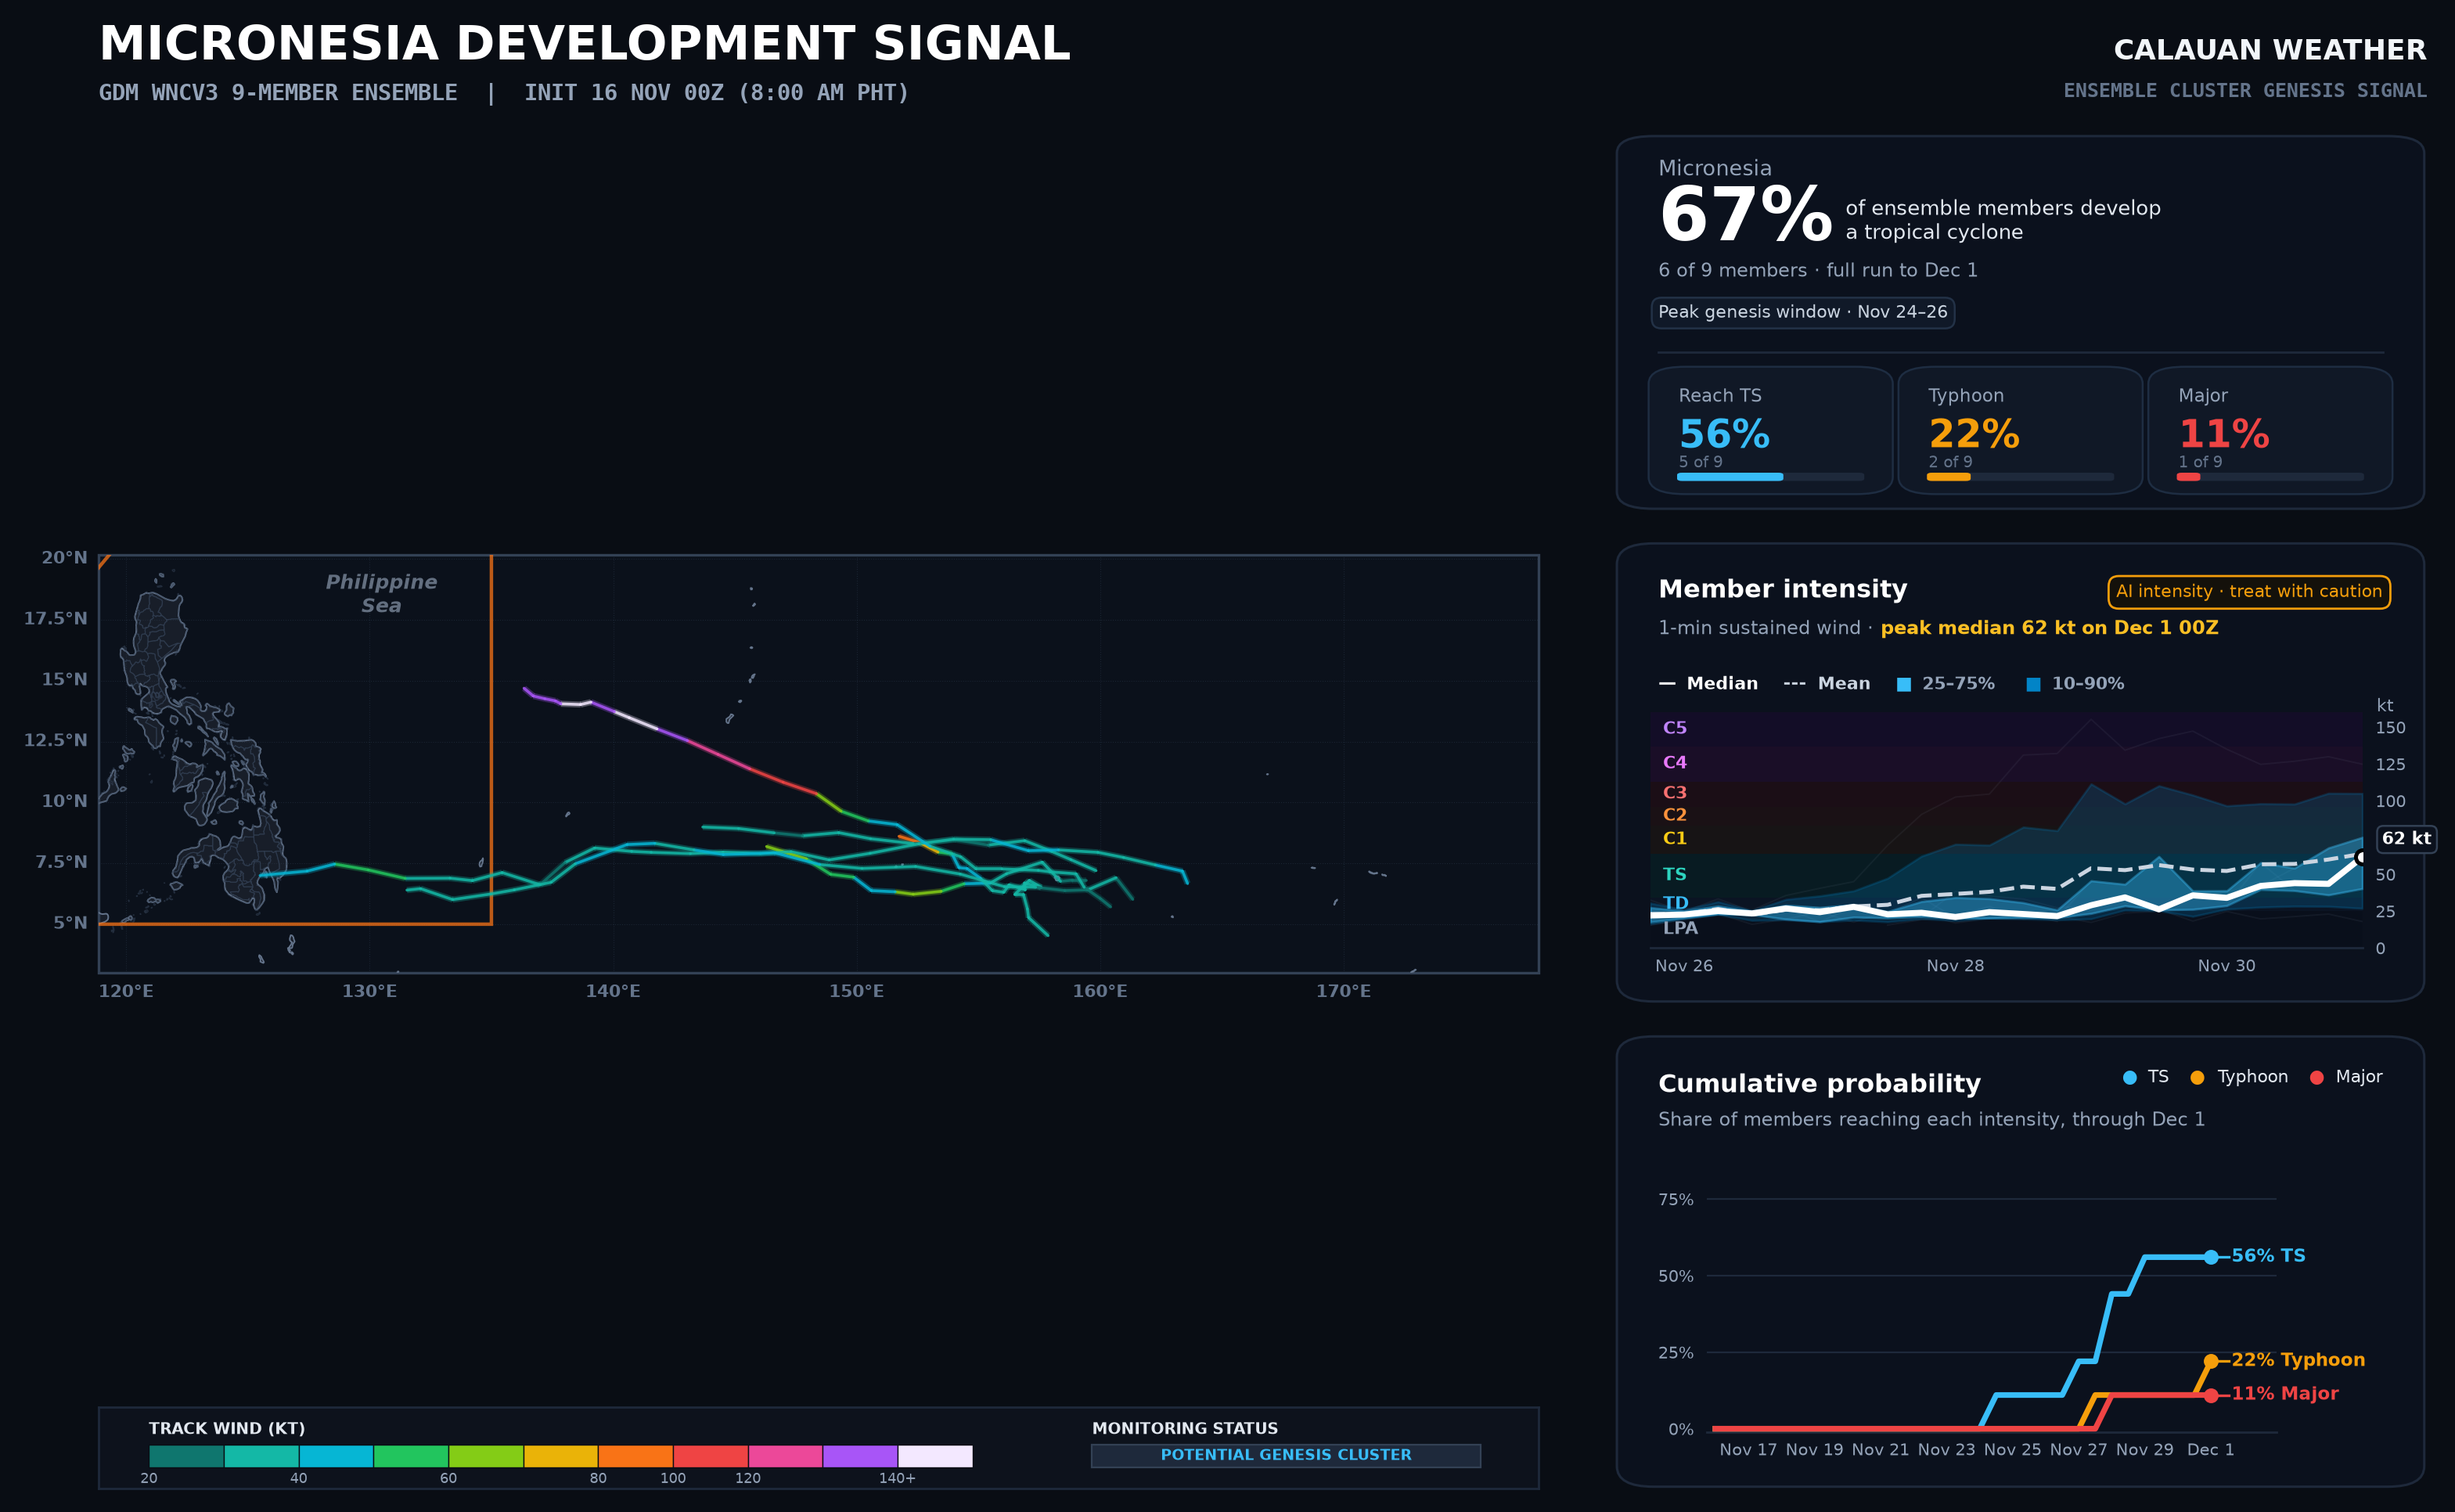 MICRONESIA DEVELOPMENT SIGNAL
GDM WNCV3 9-MEMBER ENSEMBLE | INIT 16 NOV 00Z (8:00 AM PHT)
CALAUAN WEATHER
ENSEMBLE CLUSTER GENESIS SIGNAL
Micronesia
67%
of ensemble members develop
a tropical cyclone
6 of 9 members · full run to Dec 1
Peak genesis window · Nov 24–26
Reach TS
56%
5 of 9
Typhoon
22%
2 of 9
Major
11%
1 of 9
20°N
17.5°N
15°N
12.5°N
10°N
7.5°N
5°N
Philippine
Sea
120°E 130°E 140°E 150°E 160°E 170°E
Member intensity
AI intensity · treat with caution
1-min sustained wind · peak median 62 kt on Dec 1 00Z
Median Mean 25–75% 10–90%
kt
C5
C4
C3
C2
C1
TS
TD
LPA
150
125
100
62 kt
50
25
0
Nov 26 Nov 28 Nov 30
Cumulative probability
TS Typhoon Major
Share of members reaching each intensity, through Dec 1
75%
50%
25%
0%
56% TS
22% Typhoon
11% Major
Nov 17 Nov 19 Nov 21 Nov 23 Nov 25 Nov 27 Nov 29 Dec 1
TRACK WIND (KT)
20 40 60 80 100 120 140+
MONITORING STATUS
POTENTIAL GENESIS CLUSTER